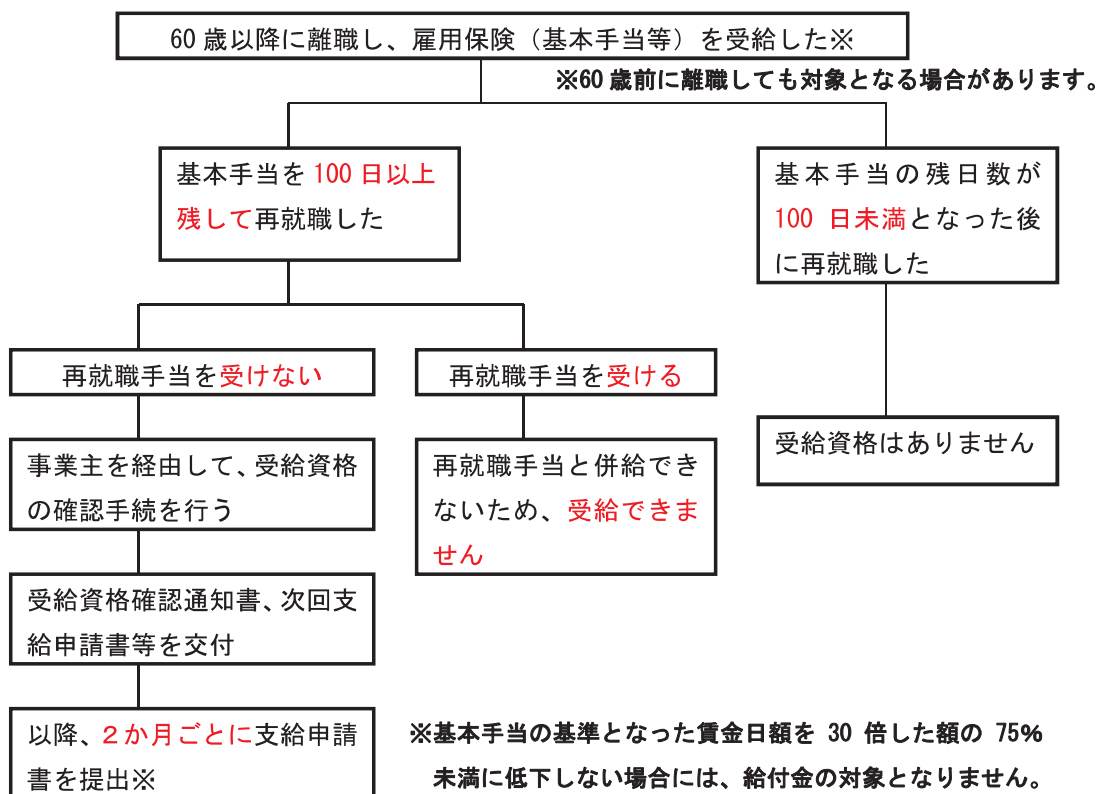 60歳以降に離職し、雇用保険（基本手当等）を受給した※
※60歳前に離職しても対象となる場合があります。
基本手当を100日以上
残して再就職した
基本手当の残日数が
100日未満となった後
に再就職した
再就職手当を受けない
再就職手当を受ける
受給資格はありません
事業主を経由して、受給資格
の確認手続を行う
再就職手当と併給でき
ないため、受給できま
せん
受給資格確認通知書、次回支
給申請書等を交付
以降、２か月ごとに支給申請
書を提出※
※基本手当の基準となった賃金日額を 30 倍した額の 75%
未満に低下しない場合には、給付金の対象となりません。